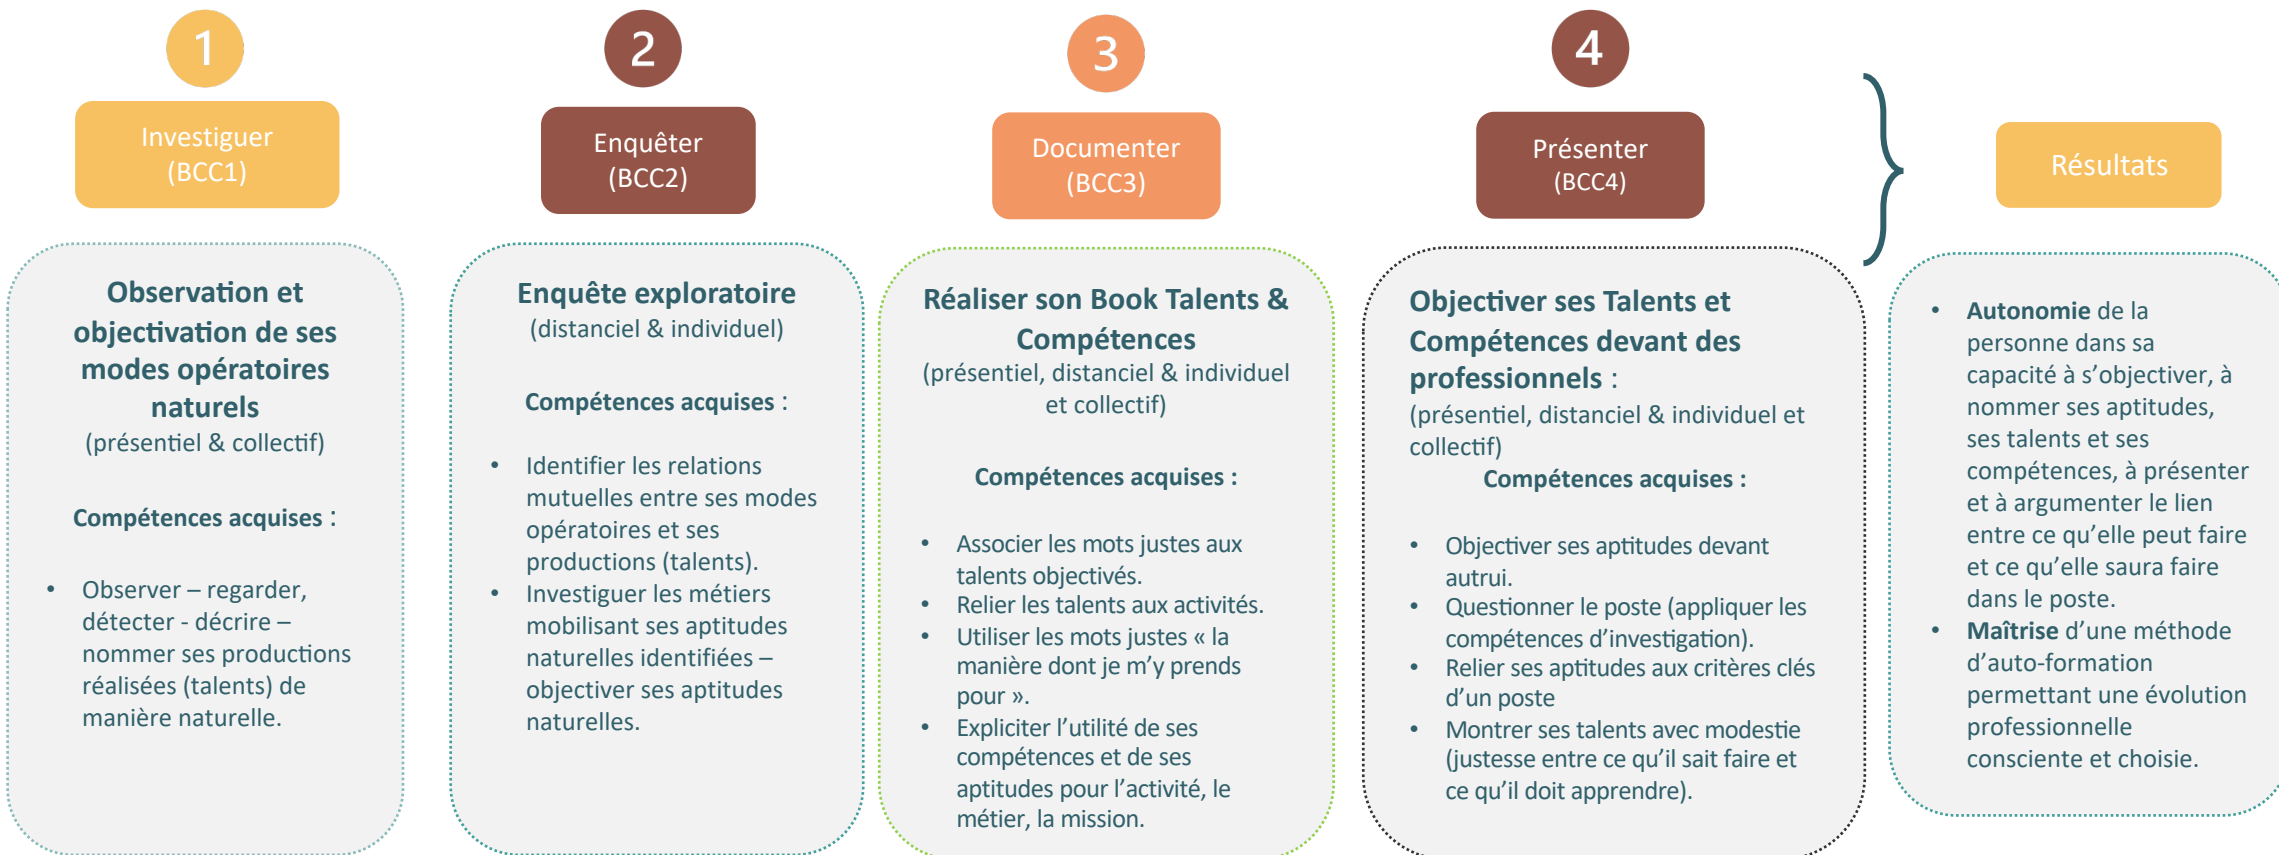 1
Investiguer
(BCC1)
Observation et
objectivation de ses
modes opératoires
naturels
(présentiel & collectif)
Compétences acquises :
• Observer – regarder,
détecter - décrire –
nommer ses productions
réalisées (talents) de
manière naturelle.
2
Enquêter
(BCC2)
Enquête exploratoire
(distanciel & individuel)
Compétences acquises :
• Identifier les relations
mutuelles entre ses modes
opératoires et ses
productions (talents).
• Investiguer les métiers
mobilisant ses aptitudes
naturelles identifiées –
objectiver ses aptitudes
naturelles.
3
Documenter
(BCC3)
Réaliser son Book Talents &
Compétences
(présentiel, distanciel & individuel
et collectif)
Compétences acquises :
• Associer les mots justes aux
talents objectivés.
• Relier les talents aux activités.
• Utiliser les mots justes « la
manière dont je m’y prends
pour ».
• Expliciter l’utilité de ses
compétences et de ses
aptitudes pour l’activité, le
métier, la mission.
4
Présenter
(BCC4)
Objectiver ses Talents et
Compétences devant des
professionnels :
(présentiel, distanciel & individuel et
collectif)
Compétences acquises :
• Objectiver ses aptitudes devant
autrui.
• Questionner le poste (appliquer les
compétences d’investigation).
• Relier ses aptitudes aux critères clés
d’un poste
• Montrer ses talents avec modestie
(justesse entre ce qu’il sait faire et
ce qu’il doit apprendre).
Résultats
• Autonomie de la
personne dans sa
capacité à s’objectiver, à
nommer ses aptitudes,
ses talents et ses
compétences, à présenter
et à argumenter le lien
entre ce qu’elle peut faire
et ce qu’elle saura faire
dans le poste.
• Maîtrise d’une méthode
d’auto-formation
permettant une évolution
professionnelle
consciente et choisie.